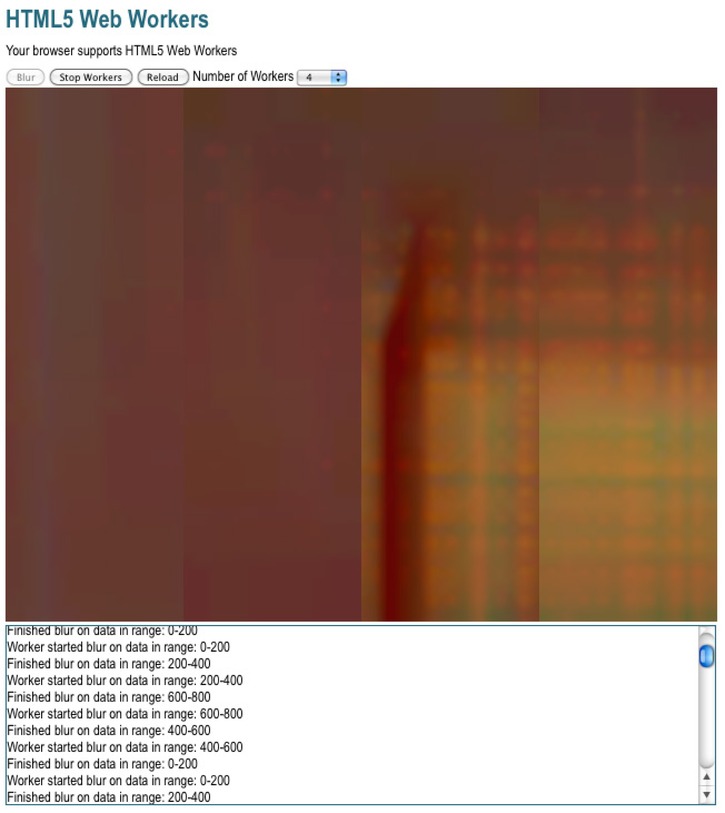 HTML5 Web Workers
Your browser supports HTML5 Web Workers
Blur Stop Workers Reload Number of Workers 4
Finished blur on data in range: 0-200
Worker started blur on data in range: 0-200
Finished blur on data in range: 200-400
Worker started blur on data in range: 200-400
Finished blur on data in range: 600-800
Worker started blur on data in range: 600-800
Finished blur on data in range: 400-600
Worker started blur on data in range: 400-600
Finished blur on data in range: 0-200
Worker started blur on data in range: 0-200
Finished blur on data in range: 200-400